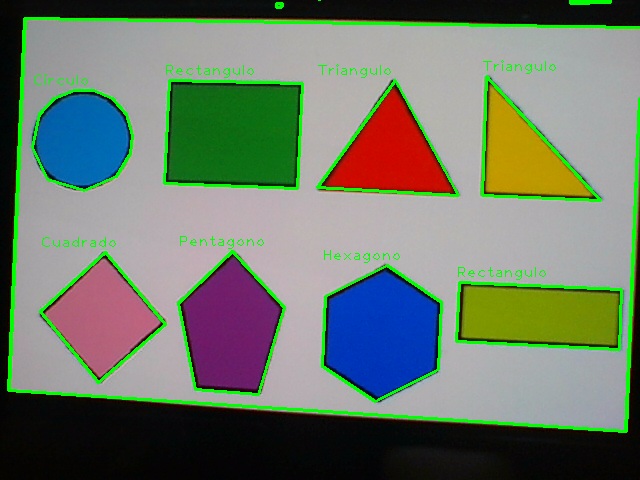 Circulo
Rectangulo
Triangulo
Triangulo
Cuadrado
Pentagono
Hexagono
Rectangulo